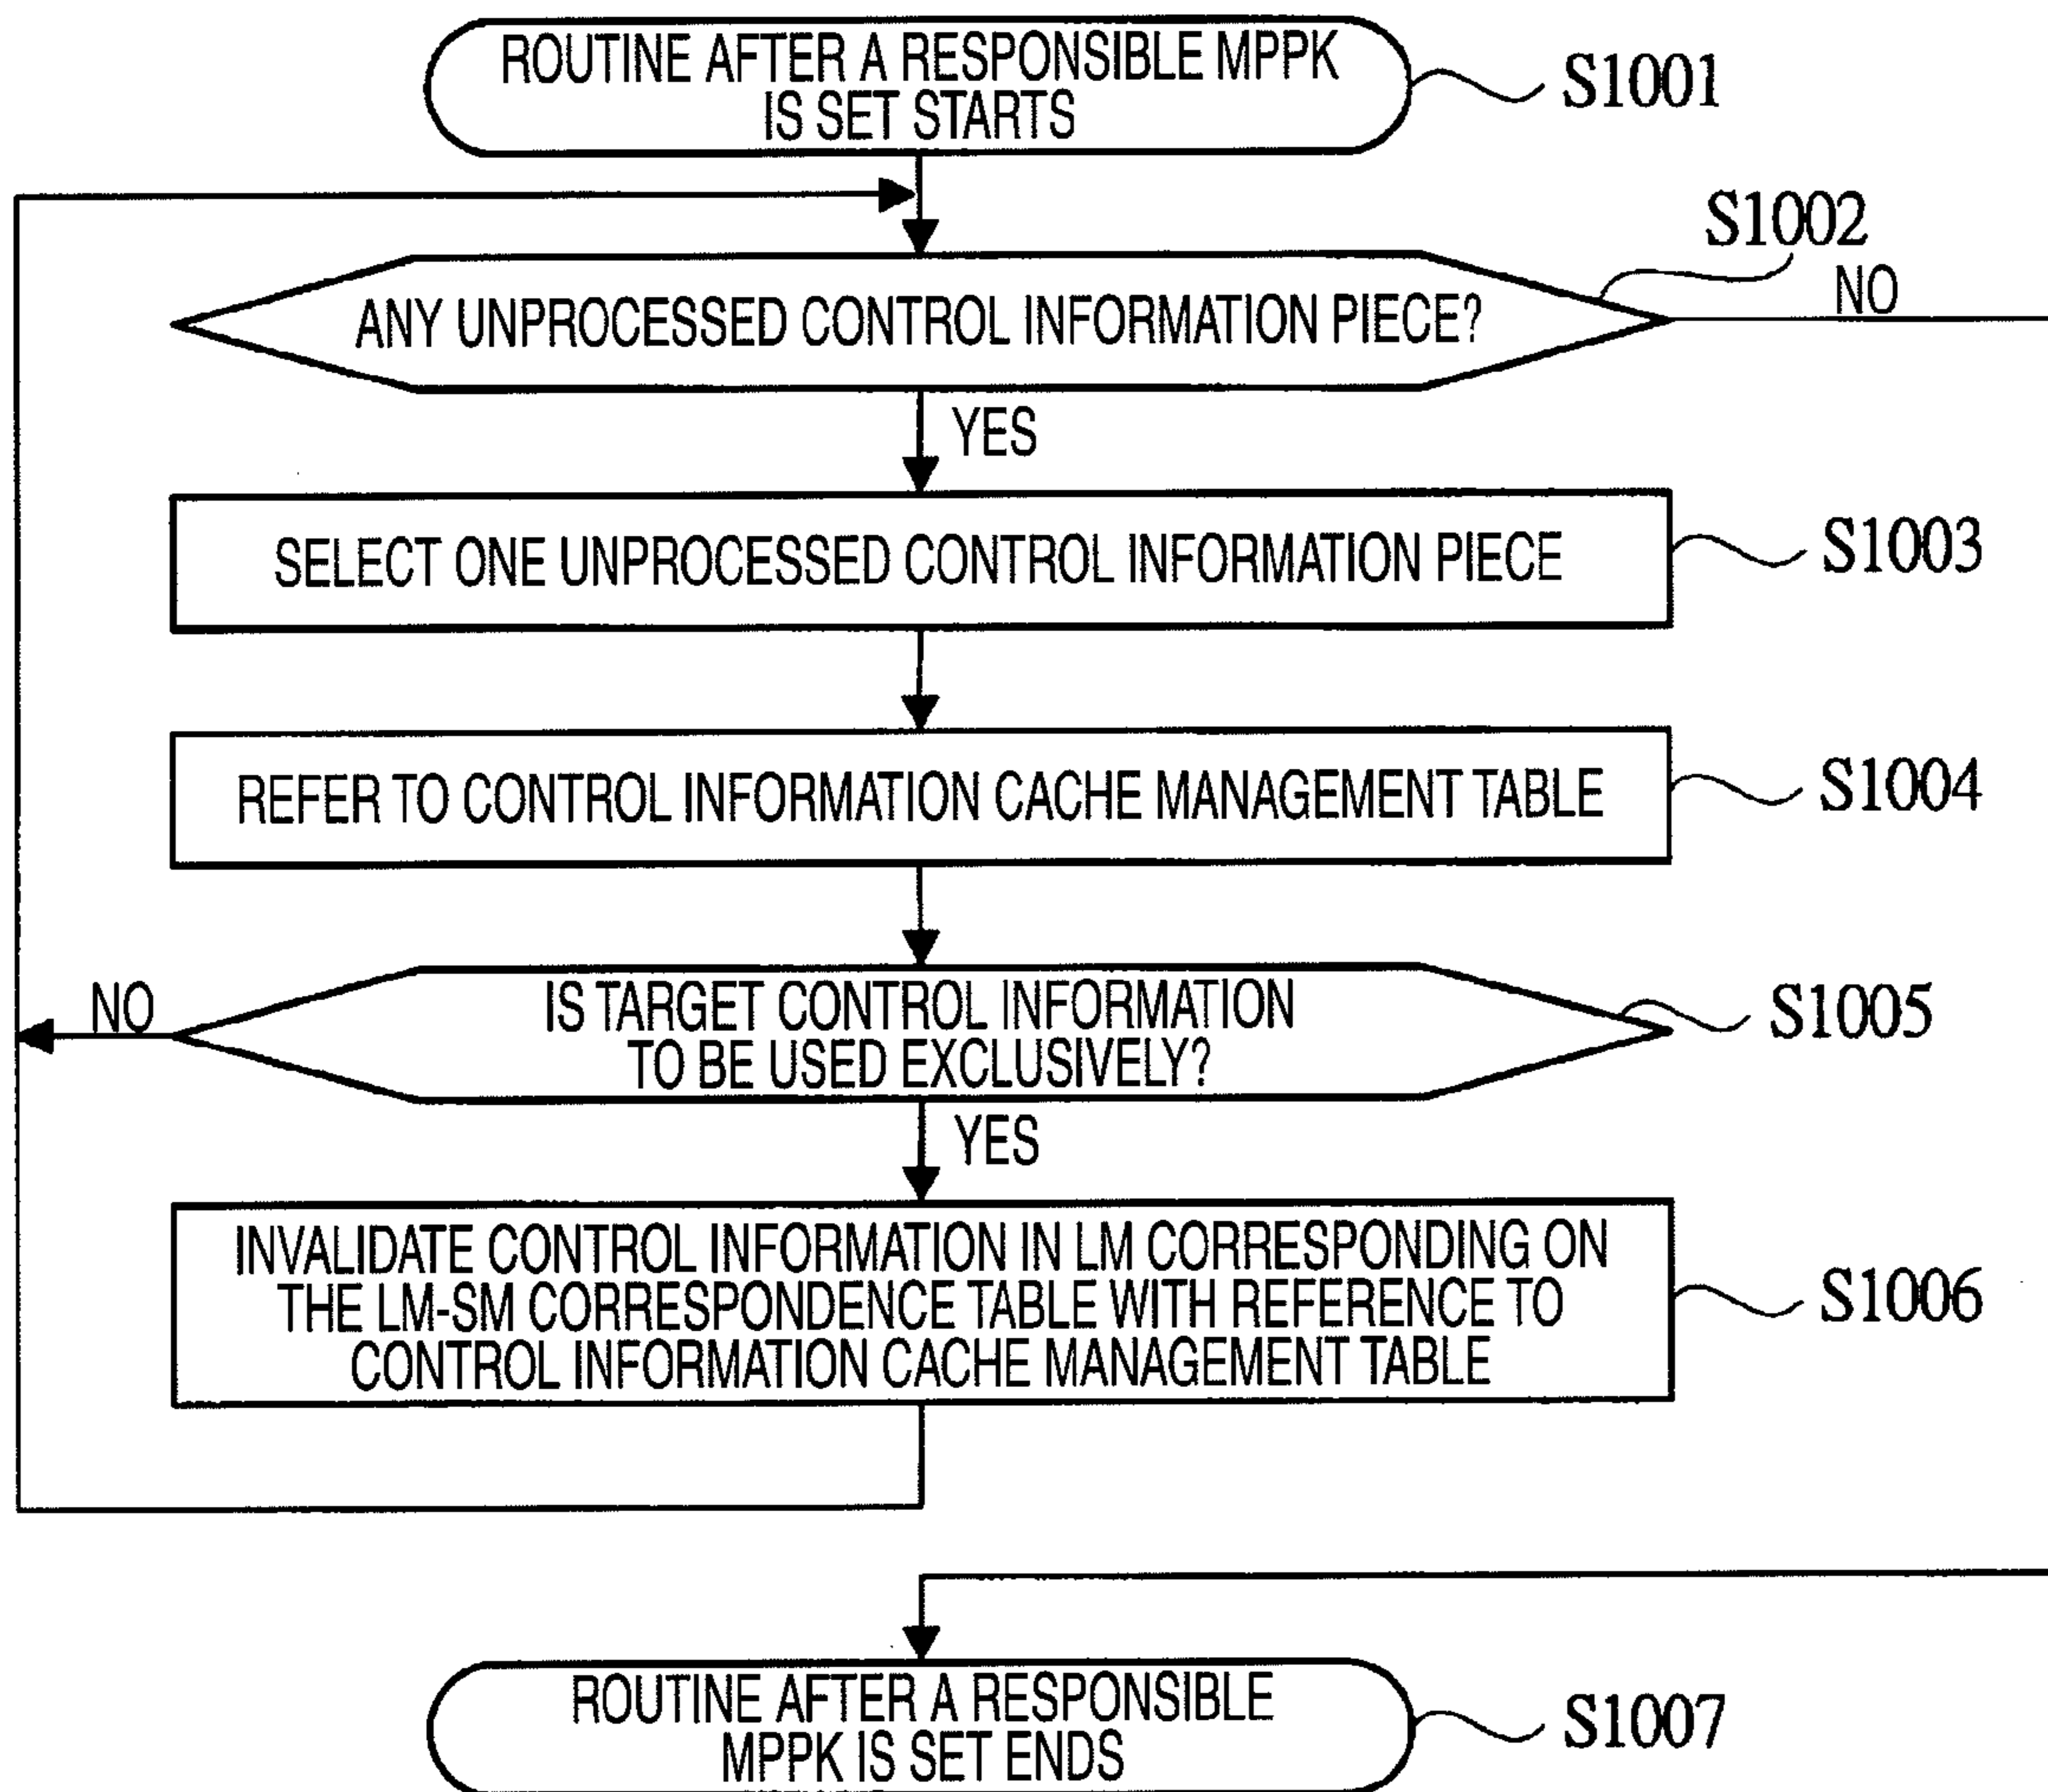 ROUTINE AFTER A RESPONSIBLE MPPK
IS SET STARTS
S1001
S1002
NO
ANY UNPROCESSED CONTROL INFORMATION PIECE?
YES
SELECT ONE UNPROCESSED CONTROL INFORMATION PIECE
S1003
REFER TO CONTROL INFORMATION CACHE MANAGEMENT TABLE
S1004
NO
IS TARGET CONTROL INFORMATION
TO BE USED EXCLUSIVELY?
S1005
YES
INVALIDATE CONTROL INFORMATION IN LM CORRESPONDING ON
THE LM-SM CORRESPONDENCE TABLE WITH REFERENCE TO
CONTROL INFORMATION CACHE MANAGEMENT TABLE
S1006
ROUTINE AFTER A RESPONSIBLE
MPPK IS SET ENDS
S1007